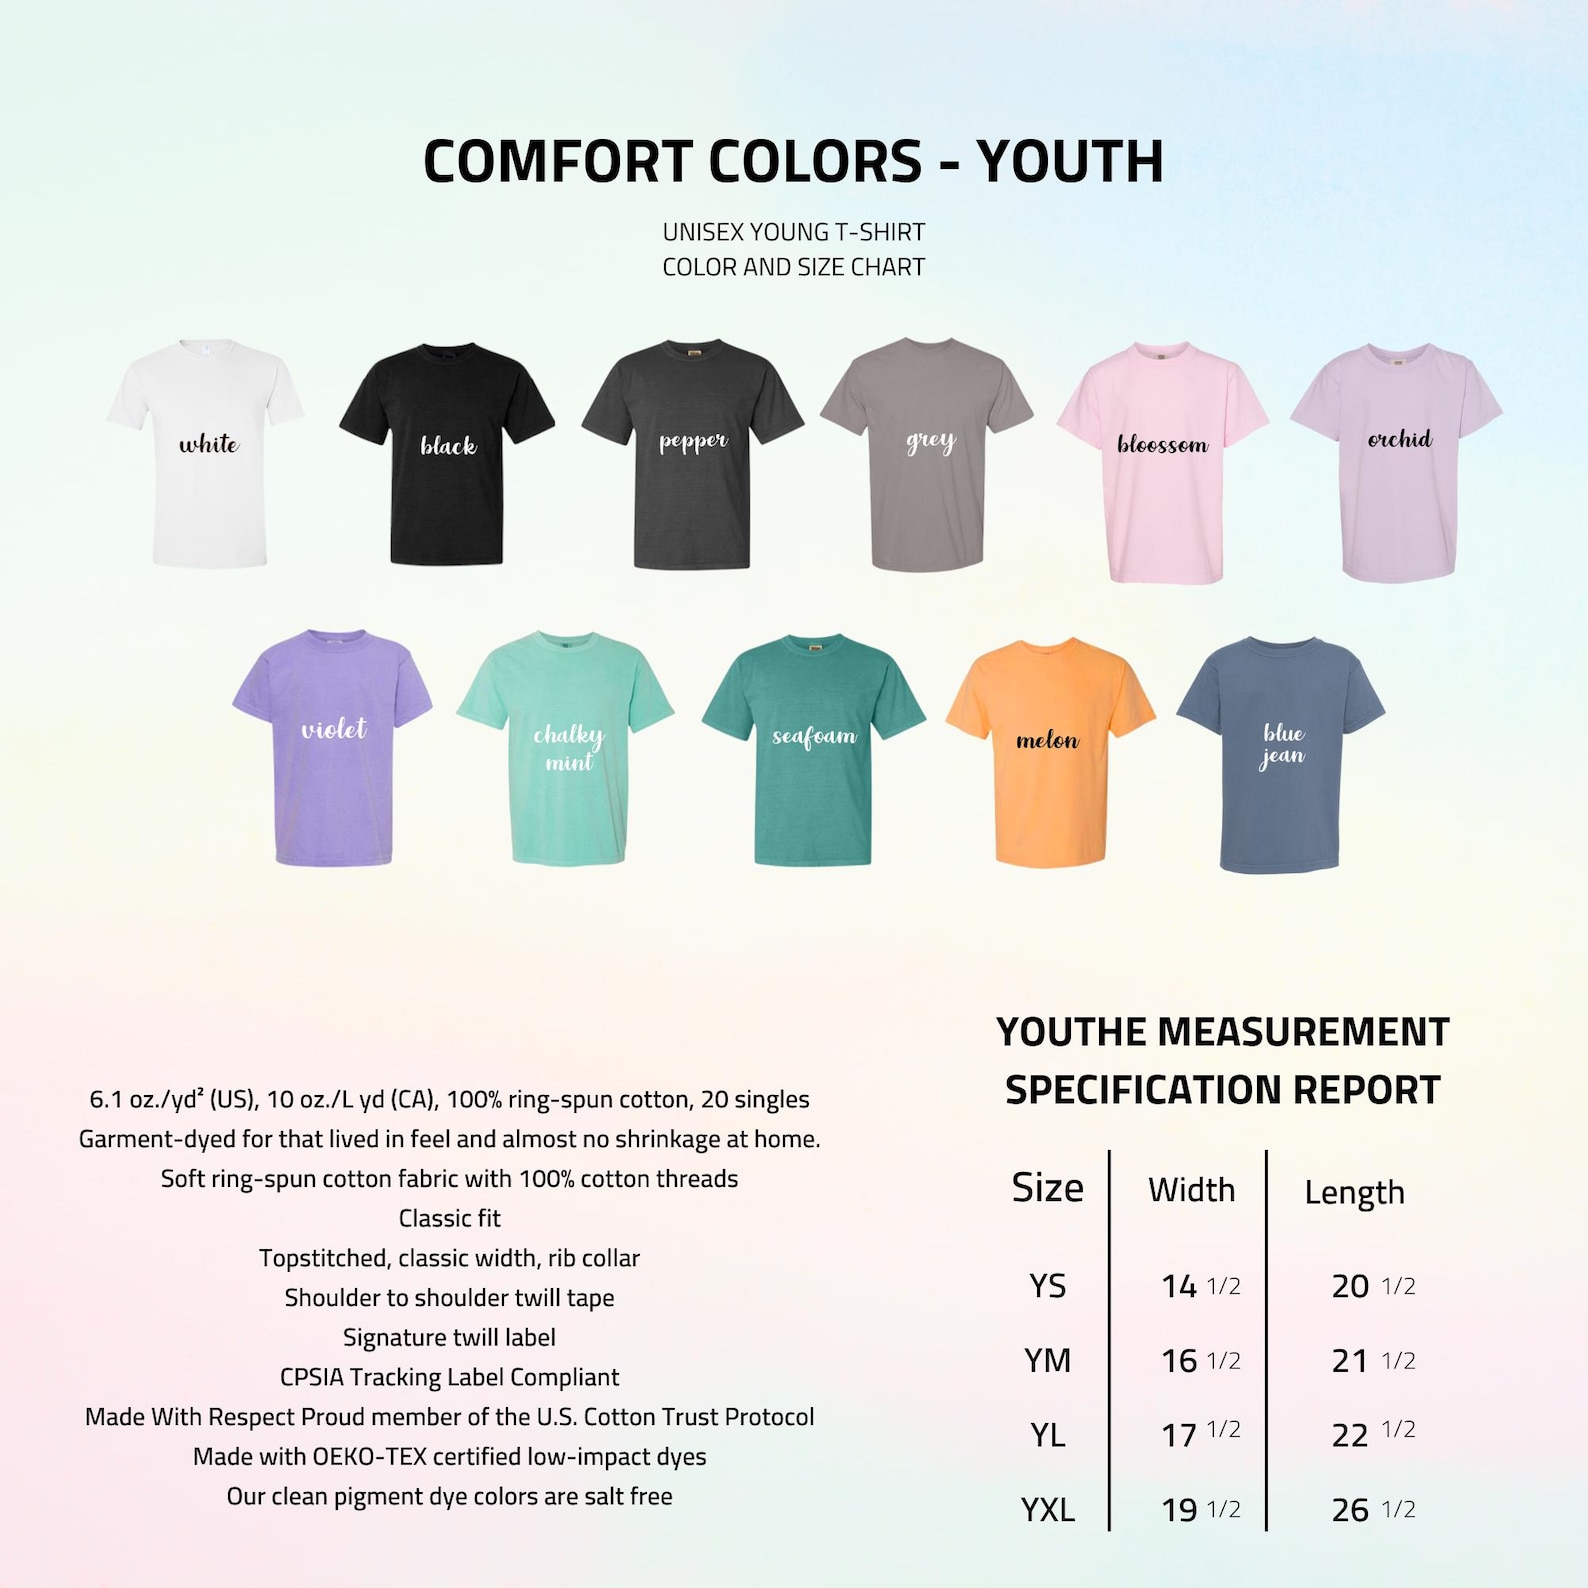 COMFORT COLORS - YOUTH
UNISEX YOUNG T-SHIRT
COLOR AND SIZE CHART
white
black
pepper
grey
bloossom
orchid
violet
chalky
mint
seafoam
melon
blue
jean
6.1 oz./yd² (US), 10 oz./L yd (CA), 100% ring-spun cotton, 20 singles
Garment-dyed for that lived in feel and almost no shrinkage at home.
Soft ring-spun cotton fabric with 100% cotton threads
Classic fit
Topstitched, classic width, rib collar
Shoulder to shoulder twill tape
Signature twill label
CPSIA Tracking Label Compliant
Made With Respect Proud member of the U.S. Cotton Trust Protocol
Made with OEKO-TEX certified low-impact dyes
Our clean pigment dye colors are salt free
YOUTHE MEASUREMENT
SPECIFICATION REPORT
Size Width Length
YS 14 1/2 20 1/2
YM 16 1/2 21 1/2
YL 17 1/2 22 1/2
YXL 19 1/2 26 1/2